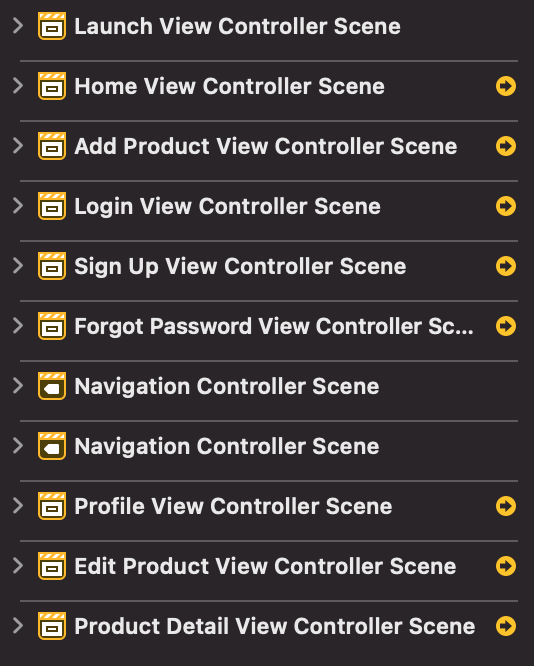 Launch View Controller Scene
Home View Controller Scene
Add Product View Controller Scene
Login View Controller Scene
Sign Up View Controller Scene
Forgot Password View Controller Sc...
Navigation Controller Scene
Navigation Controller Scene
Profile View Controller Scene
Edit Product View Controller Scene
Product Detail View Controller Scene